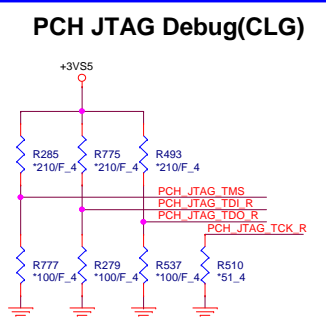 PCH JTAG Debug(CLG)
+3VS5
R285
*210/F_4
R775
*210/F_4
R493
*210/F_4
PCH_JTAG_TMS
PCH_JTAG_TDI_R
PCH_JTAG_TDO_R
PCH_JTAG_TCK_R
R777
*100/F_4
R279
*100/F_4
R537
*100/F_4
R510
*51_4